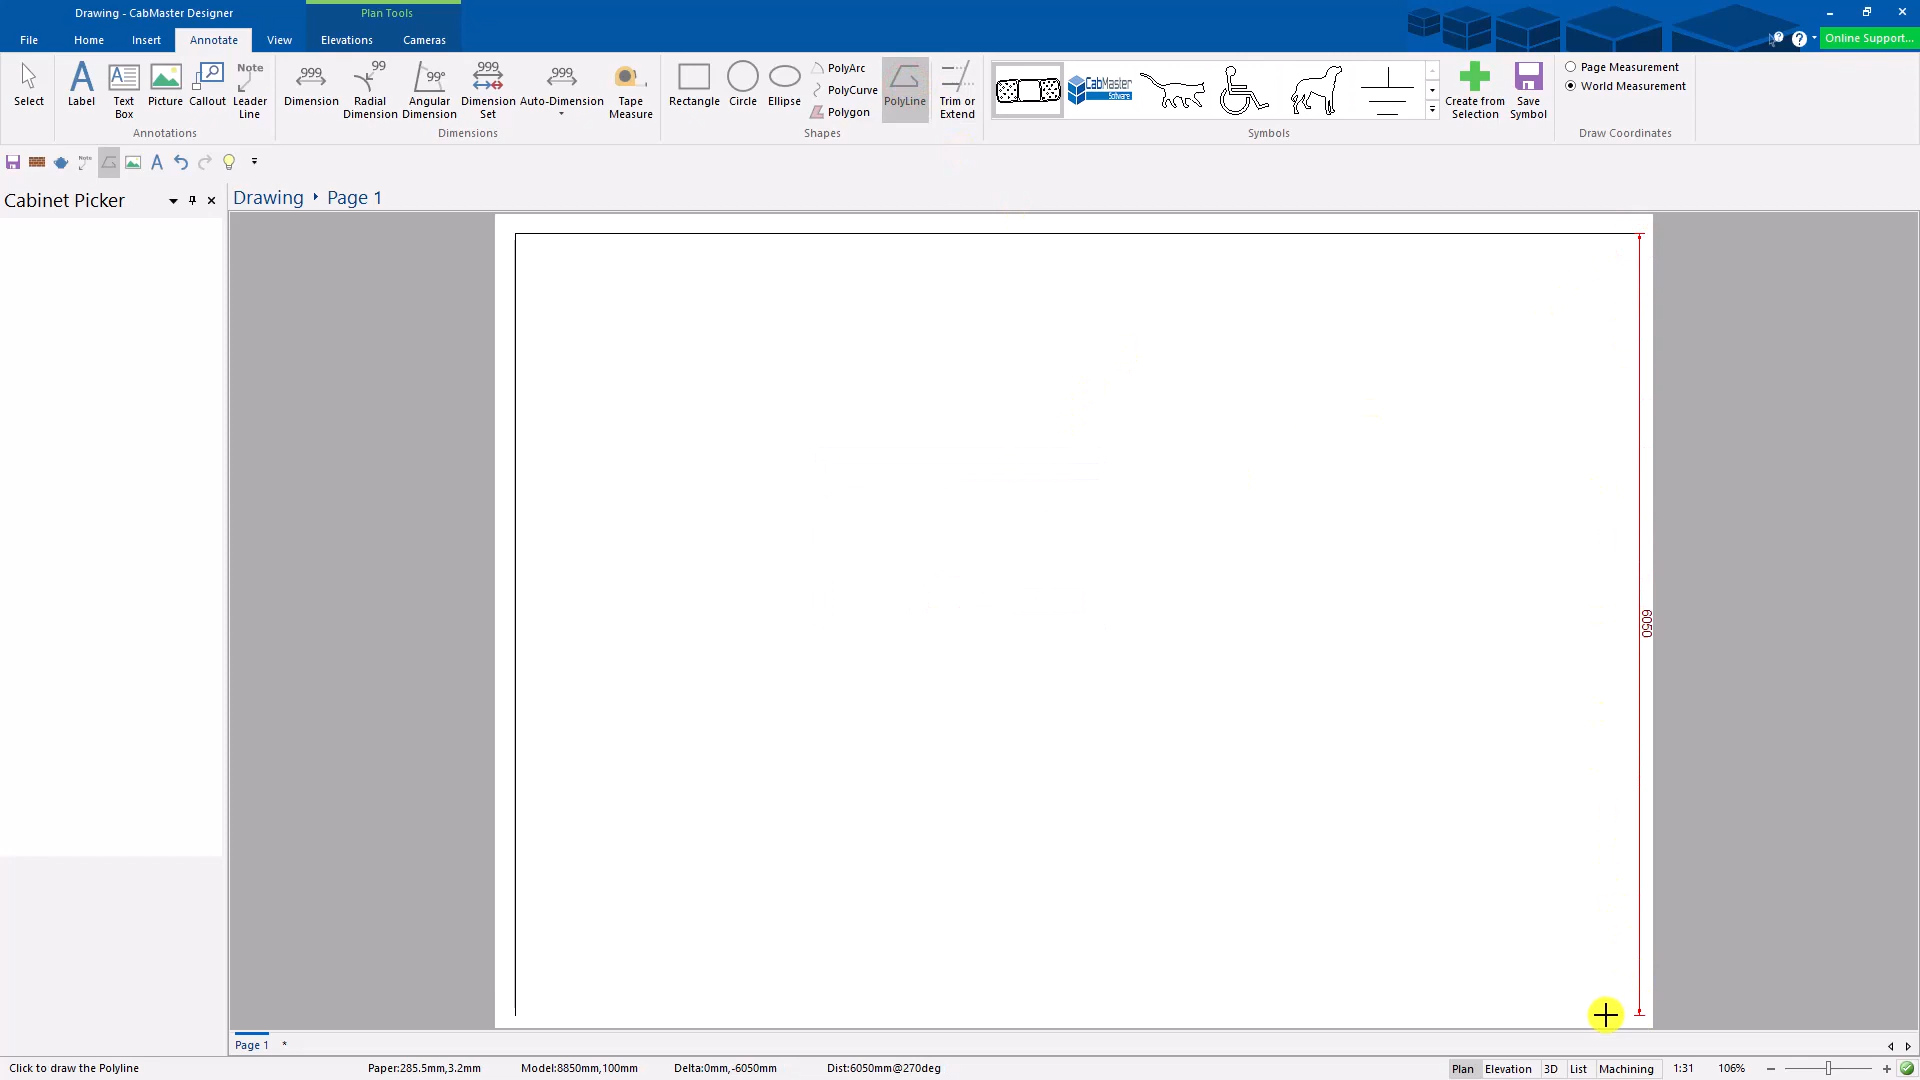 Drawing - CabMaster Designer
Plan Tools
File Home Insert Annotate View Elevations Cameras
Online Support...
Select
Label
Text Box
Picture
Callout
Note
Leader Line
Annotations
999
Dimension
99
Radial Dimension
99°
Angular Dimension
999
Dimension Set
999
Auto-Dimension
Tape Measure
Dimensions
Rectangle
Circle
Ellipse
PolyArc
PolyCurve
Polygon
PolyLine
Trim or Extend
Shapes
CabMaster
Software
Symbols
Create from Selection
Save Symbol
Page Measurement
World Measurement
Draw Coordinates
Note
A
Cabinet Picker
Drawing Page 1
6050
Page 1 *
Click to draw the Polyline
Paper:285.5mm,3.2mm
Model:8850mm,100mm
Delta:0mm,-6050mm
Dist:6050mm@270deg
Plan Elevation 3D List Machining
1:31
106%